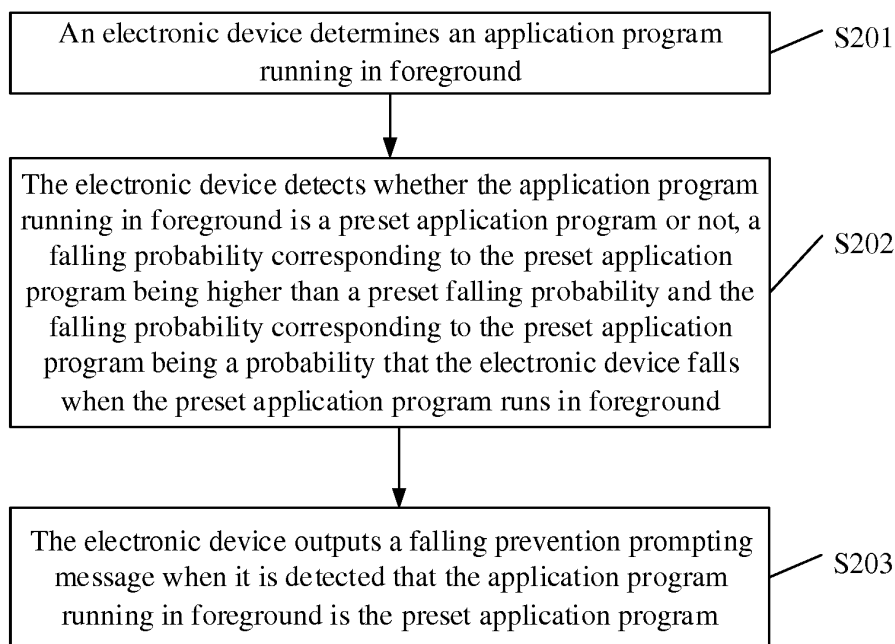 An electronic device determines an application program
running in foreground
S201
The electronic device detects whether the application program
running in foreground is a preset application program or not, a
falling probability corresponding to the preset application
program being higher than a preset falling probability and the
falling probability corresponding to the preset application
program being a probability that the electronic device falls
when the preset application program runs in foreground
S202
The electronic device outputs a falling prevention prompting
message when it is detected that the application program
running in foreground is the preset application program
S203